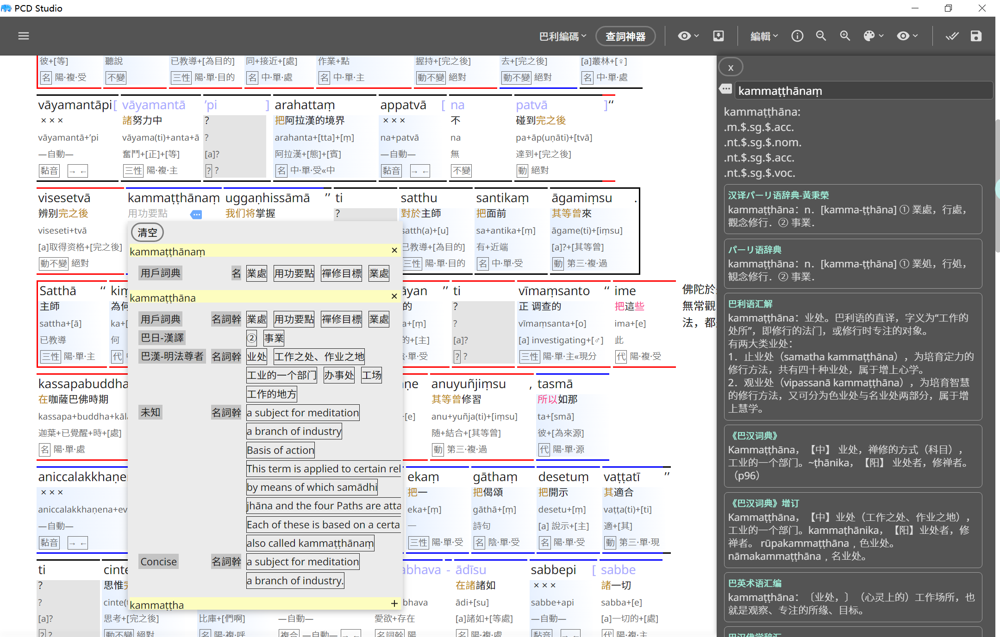 PCD Studio
巴利編碼 查詞神器 編輯
彼+[等] 聽說 已教導+[為目的] 同+接近+[處] 作業+點 握持+[完之後] 去+[完之後] [a]叢林+[♀]
名 陽·複·受 不變 三性 陽·單·目的 名 中·單·處 名 中·單·主 動不變 絕對 動不變 絕對 名 中·單·處
vāyamantāpi [ vāyamantā ’pi ] arahattaṃ appatvā [ na patvā ]“
××× 諸努力中 ? 把阿拉漢的境界 ××× 不 碰到完之後
vāyamantā+’pi vāyama(ti)+anta+ā ? arahanta+[tta]+[ṃ] na+patvā na pa+āp(uṇāti)+[tvā]
—自動— 奮鬥+[正]+[等] [a]? 阿拉漢+[態]+[賓] —自動— 無 達到+[完之後]
黏音 → ← 三性 陽·複·主 ? ? 名 中·單·受«中 黏音 → ← 不變 動 絕對
visesetvā kammaṭṭhānaṃ uggaṇhissāmā ” ti satthu santikaṃ āgamiṃsu .
辨别完之後 用功要點 我们将掌握 ? 對於主師 把面前 其等曾來
viseseti+tvā satth(a)+[u] sa+antika+[ṃ] āgame(ti)+[iṃsu]
[a]取得资格+[完之後] 已教導+[為目的] 有+近端 [a]?+[其等曾]
動不變 絕對 三性 陽·單·目的 名 中·單·受 動 第三·複·過
Satthā “ kiṃ āyan ” ti vīmaṃsanto “ ime
主師 為何 的 ? 正 调查的 把這些
sattha+[ā] ka+[ a+[ṃ] ? vīmaṃsanta+[o] ima+[e]
已教導 何 的+[主] [a]? [a] investigating+[♂] 此
三性 陽·單·主 代 ·單·受 ? ? 三性 陽·單·主«現分 代 陽·複·受
佛陀於
無常觀
法，都
kassapabuddha ṇe anuyuñjiṃsu , tasmā
在咖薩巴佛時期 其等曾修習 所以如那
kassapa+buddha+kāl +[e] anu+yuñja(ti)+[iṃsu] ta+[smā]
迦葉+已覺醒+時+[處] 随+結合+[其等曾] 彼+[為來源]
名 陽·單·處 動 第三·複·過 代 陽·單·源
aniccalakkhaṇe ekaṃ gāthaṃ desetuṃ vaṭṭatī ”
××× 把一 把偈頌 把開示 其適合
aniccalakkhaṇena+ev eka+[ṃ] gāthā+[ṃ] desetu+[ṃ] vaṭṭa(ti)+[ti]
—自動— 一 詩句 [a] 說示+[主] 適+[其]
黏音 → ← 三性 陽·單·受 名 陰·單·受 名 陽·單·受 動 第三·單·現
ti cinte abhava - ādīsu sabbepi [ sabbe
? 思惟 在諸諸如 ××× 諸一切
? cinte(t bhava ādi+[su] sabbe+api sabba+[e]
[a]? 思考+[完之後] 比庫+[們啊] —自動— 愛欲+存在 [a]諸如+[等處] —自動— [a]一切的+[處]
? ? 動不變 絕對 名 陽·複·呼 複合 —自動— → ← 名詞幹 陽 名 陽·複·處 黏音 → ← 代 陽·複·主
清空
kammaṭṭhānaṃ ×
用戶詞典 名 業處 用功要點 禪修目標 業處
kammaṭṭhāna ×
用戶詞典 名詞幹 業處 用功要點 禪修目標 業處
巴日-漢譯 ② 事業
巴漢-明法尊者 名詞幹 业处 工作之处、作业之地
工业的一个部门 办事处 工场
工作的地方
未知 名詞幹 a subject for meditation
a branch of industry
Basis of action
This term is applied to certain rel
by means of which samādhi
jhāna and the four Paths are atta
Each of these is based on a certa
also called kammaṭṭhānaṃ
Concise 名詞幹 a subject for meditation
a branch of industry.
kammaṭṭha +
x
kammaṭṭhānaṃ
kammaṭṭhāna:
.m.$.sg.$.acc.
.nt.$.sg.$.nom.
.nt.$.sg.$.acc.
.nt.$.sg.$.voc.
汉译パーリ语辞典-黃秉榮
kammaṭṭhāna：n．[kamma-ṭṭhāna] ① 業處，行處，
觀念修行．② 事業．
パーリ语辞典
kammaṭṭhāna：n．[kamma-ṭṭhāna] ① 業処，行処，
観念修行．② 事業．
巴利语汇解
kammaṭṭhāna：业处。巴利语的直译，字义为“工作的
处所”，即修行的法门，或修行时专注的对象。
有两大类业处：
1．止业处（samatha kammaṭṭhāna），为培育定力的
修行方法，共有四十种业处，属于增上心学。
2．观业处（vipassanā kammaṭṭhāna），为培育智慧
的修行方法，又可分为色业处与名业处两部分，属于增
上慧学。
《巴汉词典》
Kammaṭṭhāna，【中】 业处，禅修的方式（科目），
工业的一个部门。~ṭhānika，【阳】 业处者，修禅者。
（p96）
《巴汉词典》增订
Kammaṭṭhāna，【中】业处（工作之处、作业之地），
工业的一个部门。kammaṭhānika，【阳】业处者，修
禅者。 rūpakammaṭṭhāna , 色业处。
nāmakammaṭṭhāna , 名业处。
巴英术语汇编
kammaṭṭhāna：〔业处，〕（心灵上的）工作场所，也
就是观察、专注的所缘、目标。
巴汉佛学辞汇